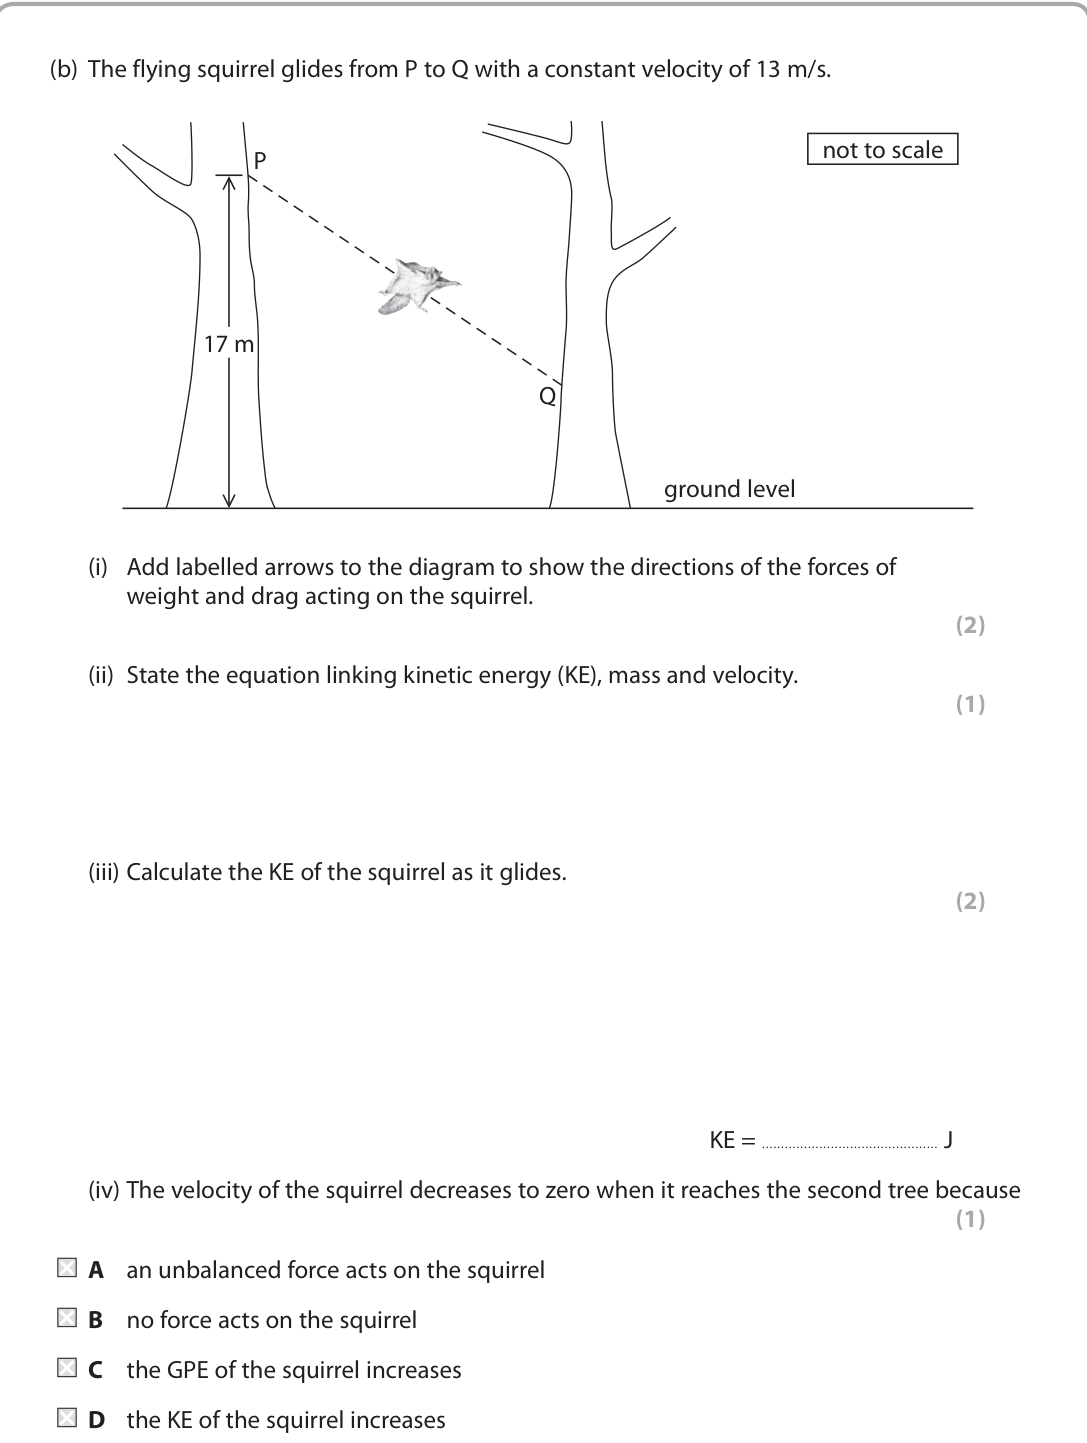 (b) The flying squirrel glides from P to Q with a constant velocity of 13 m/s.
not to scale
P
17 m
Q
ground level
(i) Add labelled arrows to the diagram to show the directions of the forces of
weight and drag acting on the squirrel.
(2)
(ii) State the equation linking kinetic energy (KE), mass and velocity.
(1)
(iii) Calculate the KE of the squirrel as it glides.
(2)
KE = ............................................... J
(iv) The velocity of the squirrel decreases to zero when it reaches the second tree because
(1)
A an unbalanced force acts on the squirrel
B no force acts on the squirrel
C the GPE of the squirrel increases
D the KE of the squirrel increases